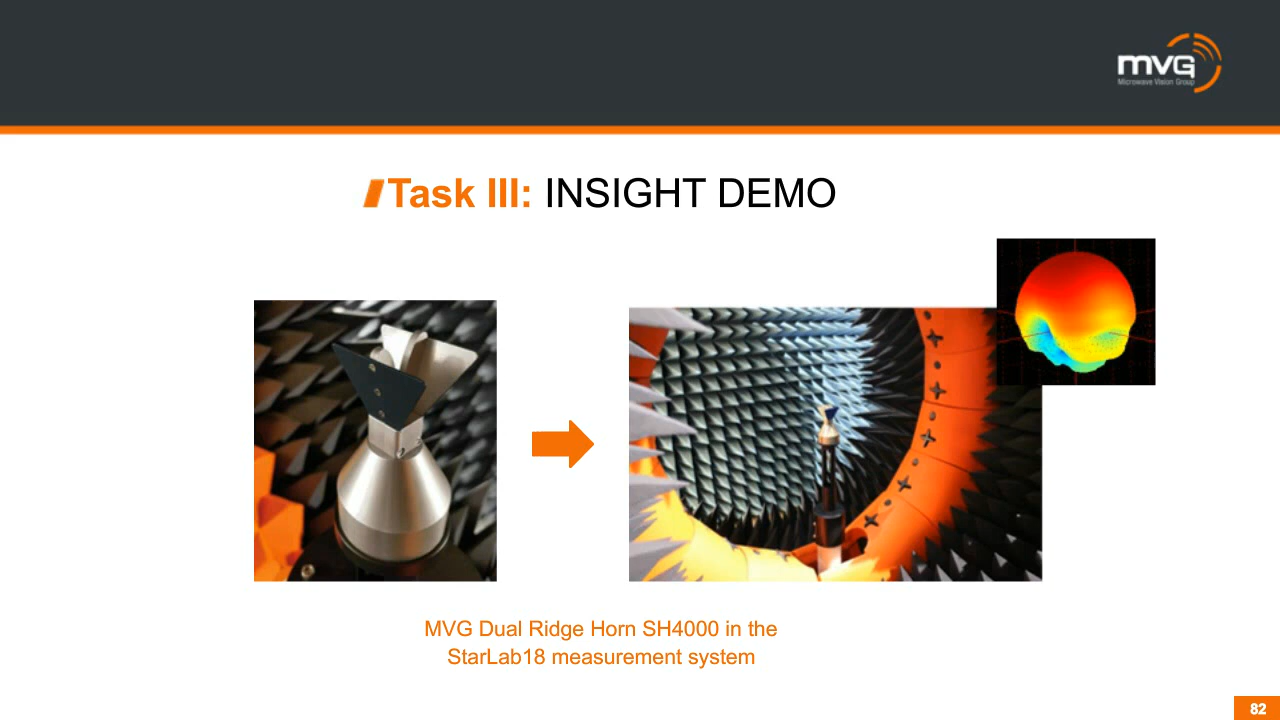 mvg
Microwave Vision Group
Task III: INSIGHT DEMO
MVG Dual Ridge Horn SH4000 in the
StarLab18 measurement system
82